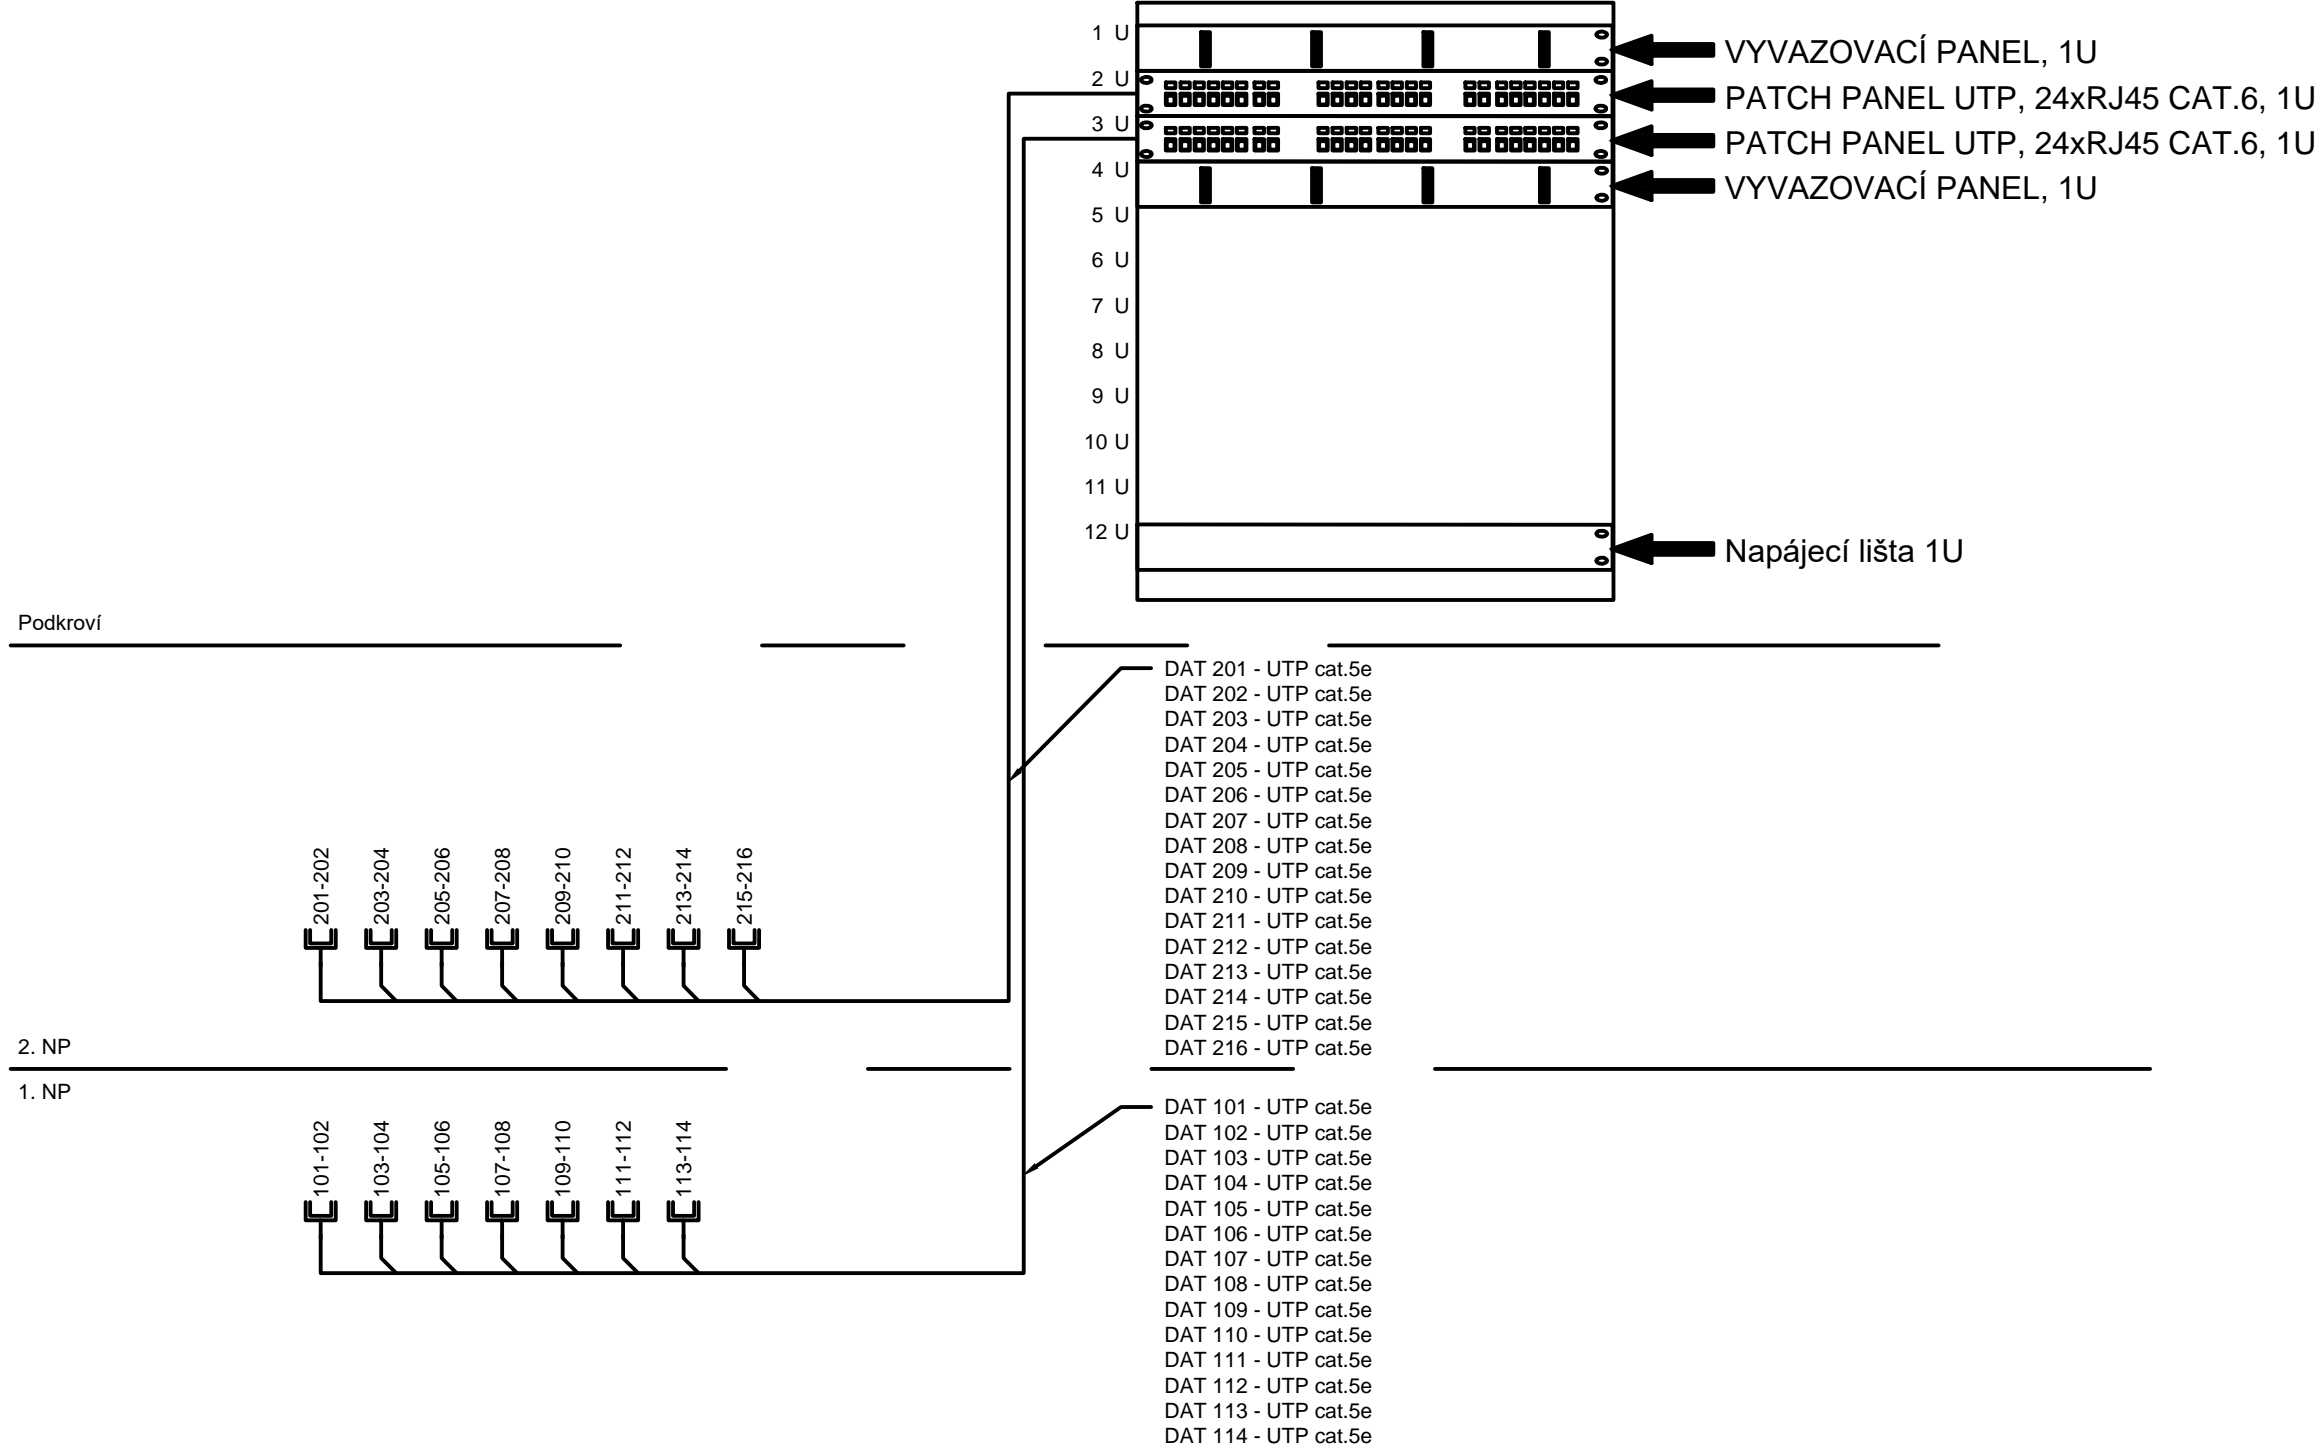 1 U
VYVAZOVACÍ PANEL, 1U
2 U
PATCH PANEL UTP, 24xRJ45 CAT.6, 1U
3 U
PATCH PANEL UTP, 24xRJ45 CAT.6, 1U
4 U
VYVAZOVACÍ PANEL, 1U
5 U
6 U
7 U
8 U
9 U
10 U
11 U
12 U
Napájecí lišta 1U
Podkroví
DAT 201 - UTP cat.5e
DAT 202 - UTP cat.5e
DAT 203 - UTP cat.5e
DAT 204 - UTP cat.5e
DAT 205 - UTP cat.5e
DAT 206 - UTP cat.5e
DAT 207 - UTP cat.5e
DAT 208 - UTP cat.5e
DAT 209 - UTP cat.5e
DAT 210 - UTP cat.5e
DAT 211 - UTP cat.5e
DAT 212 - UTP cat.5e
DAT 213 - UTP cat.5e
DAT 214 - UTP cat.5e
DAT 215 - UTP cat.5e
DAT 216 - UTP cat.5e
201-202
203-204
205-206
207-208
209-210
211-212
213-214
215-216
2. NP
1. NP
101-102
103-104
105-106
107-108
109-110
111-112
113-114
DAT 101 - UTP cat.5e
DAT 102 - UTP cat.5e
DAT 103 - UTP cat.5e
DAT 104 - UTP cat.5e
DAT 105 - UTP cat.5e
DAT 106 - UTP cat.5e
DAT 107 - UTP cat.5e
DAT 108 - UTP cat.5e
DAT 109 - UTP cat.5e
DAT 110 - UTP cat.5e
DAT 111 - UTP cat.5e
DAT 112 - UTP cat.5e
DAT 113 - UTP cat.5e
DAT 114 - UTP cat.5e